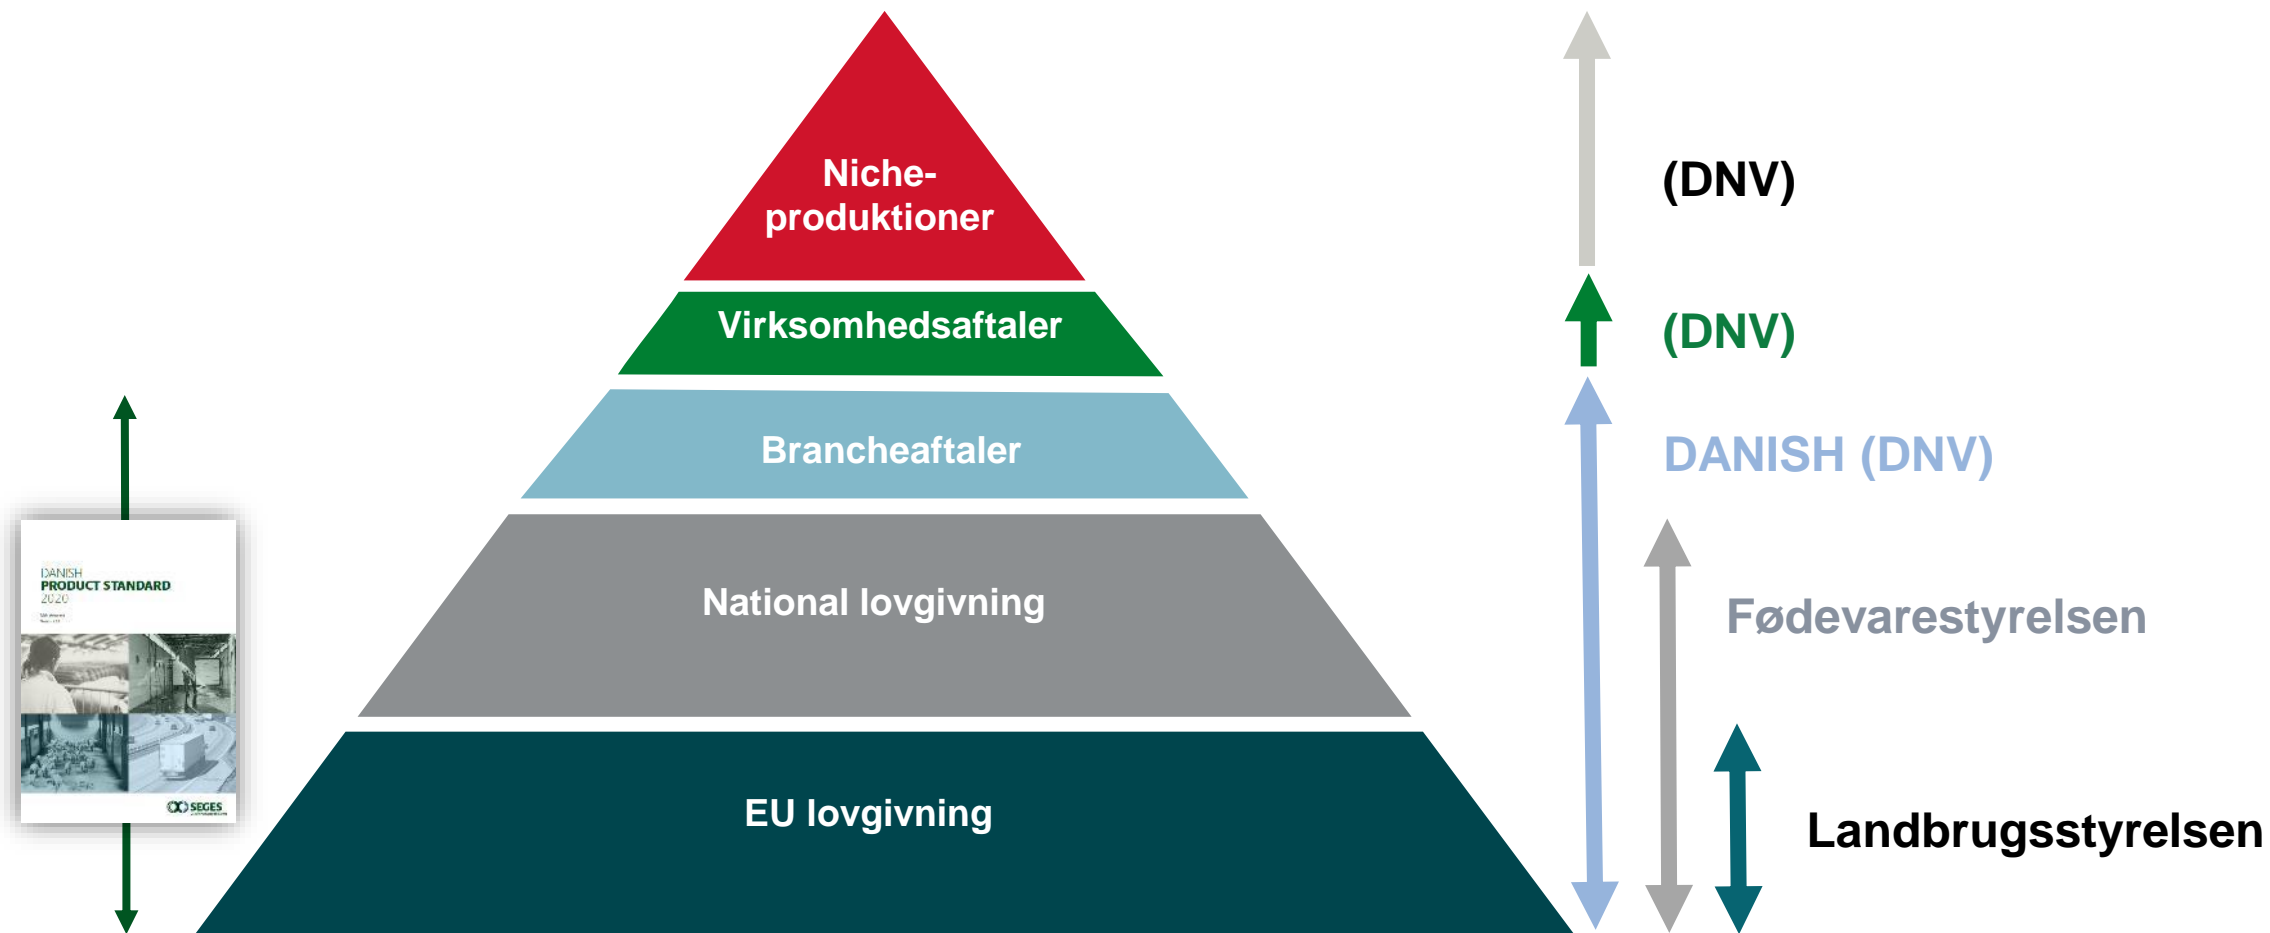 Niche-
produktioner
(DNV)
Virksomhedsaftaler
(DNV)
Brancheaftaler
DANISH (DNV)
DANISH
PRODUCT STANDARD
2020
National lovgivning
Fødevarestyrelsen
SEGES
EU lovgivning
Landbrugsstyrelsen